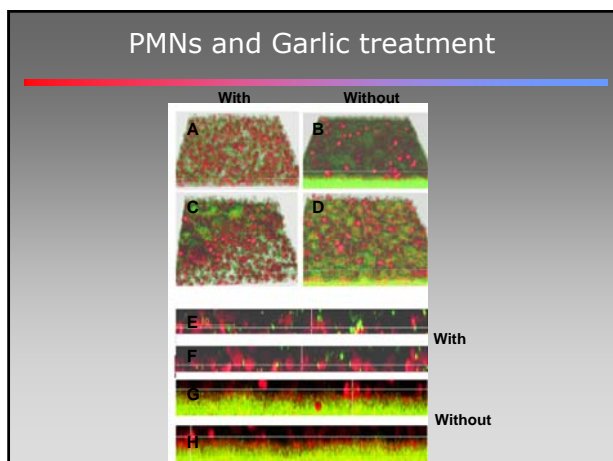 PMNs and Garlic treatment
With Without
A B
C D
E
With
F
G
Without
H